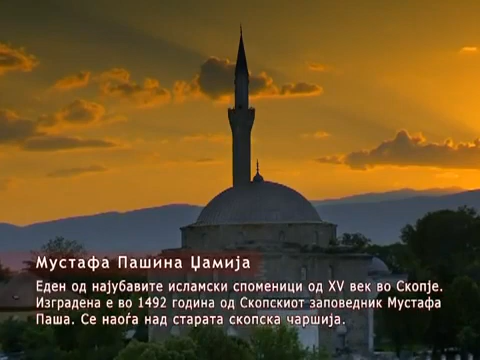 Мустафа Пашина Џамија
Еден од најубавите исламски споменици од XV век во Скопје.
Изградена е во 1492 година од Скопскиот заповедник Мустафа
Паша. Се наоѓа над старата скопска чаршија.